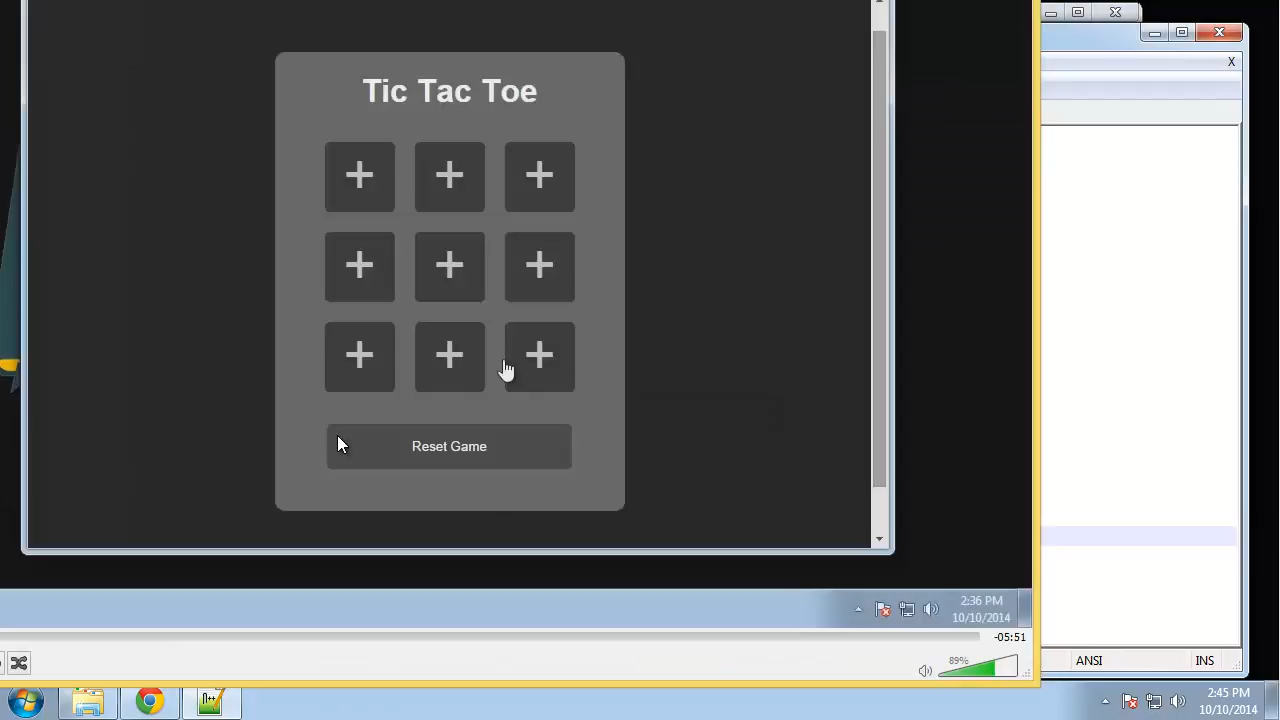 X
Tic Tac Toe
+ + +
+ + +
+ + +
Reset Game
2:36 PM
10/10/2014
-05:51
89%
ANSI INS
2:45 PM
10/10/2014